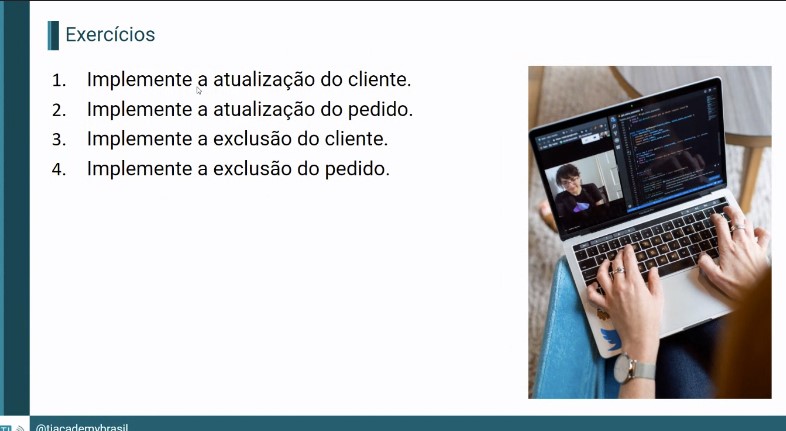 Exercícios
1. Implemente a atualização do cliente.
2. Implemente a atualização do pedido.
3. Implemente a exclusão do cliente.
4. Implemente a exclusão do pedido.
@tiacademybrasil